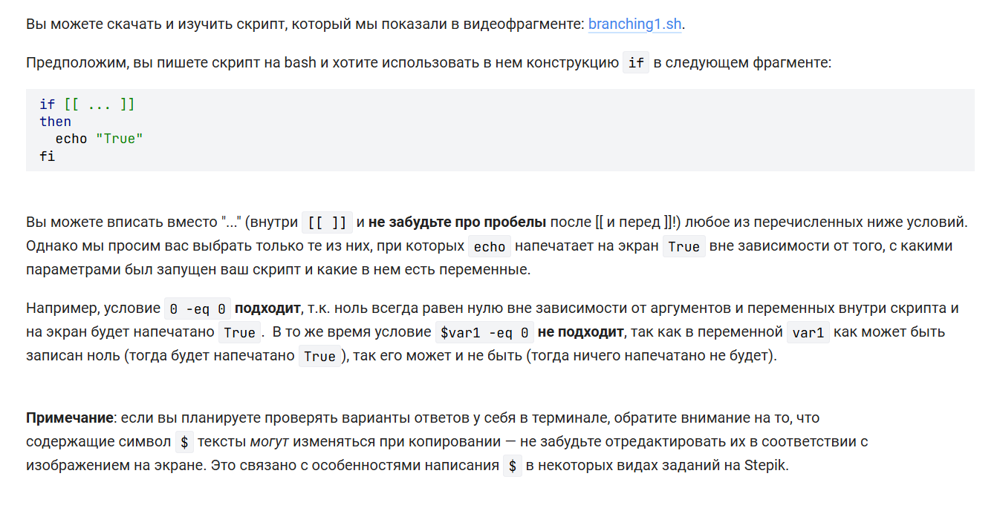 Вы можете скачать и изучить скрипт, который мы показали в видеофрагменте: branching1.sh.
Предположим, вы пишете скрипт на bash и хотите использовать в нем конструкцию if в следующем фрагменте:
if [[ ... ]]
then
  echo "True"
fi
Вы можете вписать вместо "..." (внутри [[ ]] и не забудьте про пробелы после [[ и перед ]]!) любое из перечисленных ниже условий.
Однако мы просим вас выбрать только те из них, при которых echo напечатает на экран True вне зависимости от того, с какими
параметрами был запущен ваш скрипт и какие в нем есть переменные.
Например, условие 0 -eq 0 подходит, т.к. ноль всегда равен нулю вне зависимости от аргументов и переменных внутри скрипта и
на экран будет напечатано True. В то же время условие $var1 -eq 0 не подходит, так как в переменной var1 как может быть
записан ноль (тогда будет напечатано True), так его может и не быть (тогда ничего напечатано не будет).
Примечание: если вы планируете проверять варианты ответов у себя в терминале, обратите внимание на то, что
содержащие символ $ тексты могут изменяться при копировании — не забудьте отредактировать их в соответствии с
изображением на экране. Это связано с особенностями написания $ в некоторых видах заданий на Stepik.